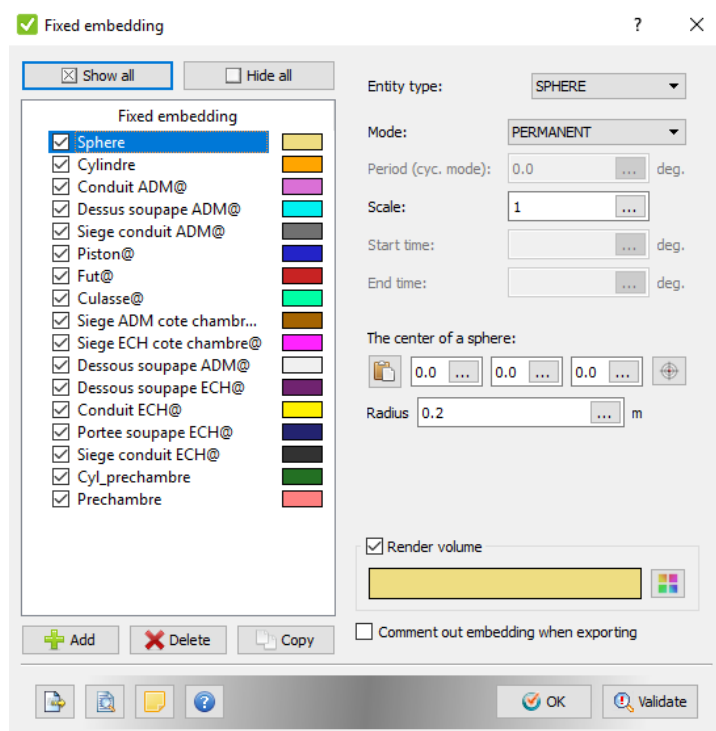 Fixed embedding
?
Show all
Hide all
Fixed embedding
Sphere
Cylindre
Conduit ADM@
Dessus soupape ADM@
Siege conduit ADM@
Piston@
Fut@
Culasse@
Siege ADM cote chambr...
Siege ECH cote chambre@
Dessous soupape ADM@
Dessous soupape ECH@
Conduit ECH@
Portee soupape ECH@
Siege conduit ECH@
Cyl_prechambre
Prechambre
Add
Delete
Copy
Entity type: SPHERE
Mode: PERMANENT
Period (cyc. mode): 0.0 ... deg.
Scale: 1 ...
Start time: ... deg.
End time: ... deg.
The center of a sphere:
0.0 ... 0.0 ... 0.0 ...
Radius 0.2 ... m
Render volume
Comment out embedding when exporting
? OK Validate